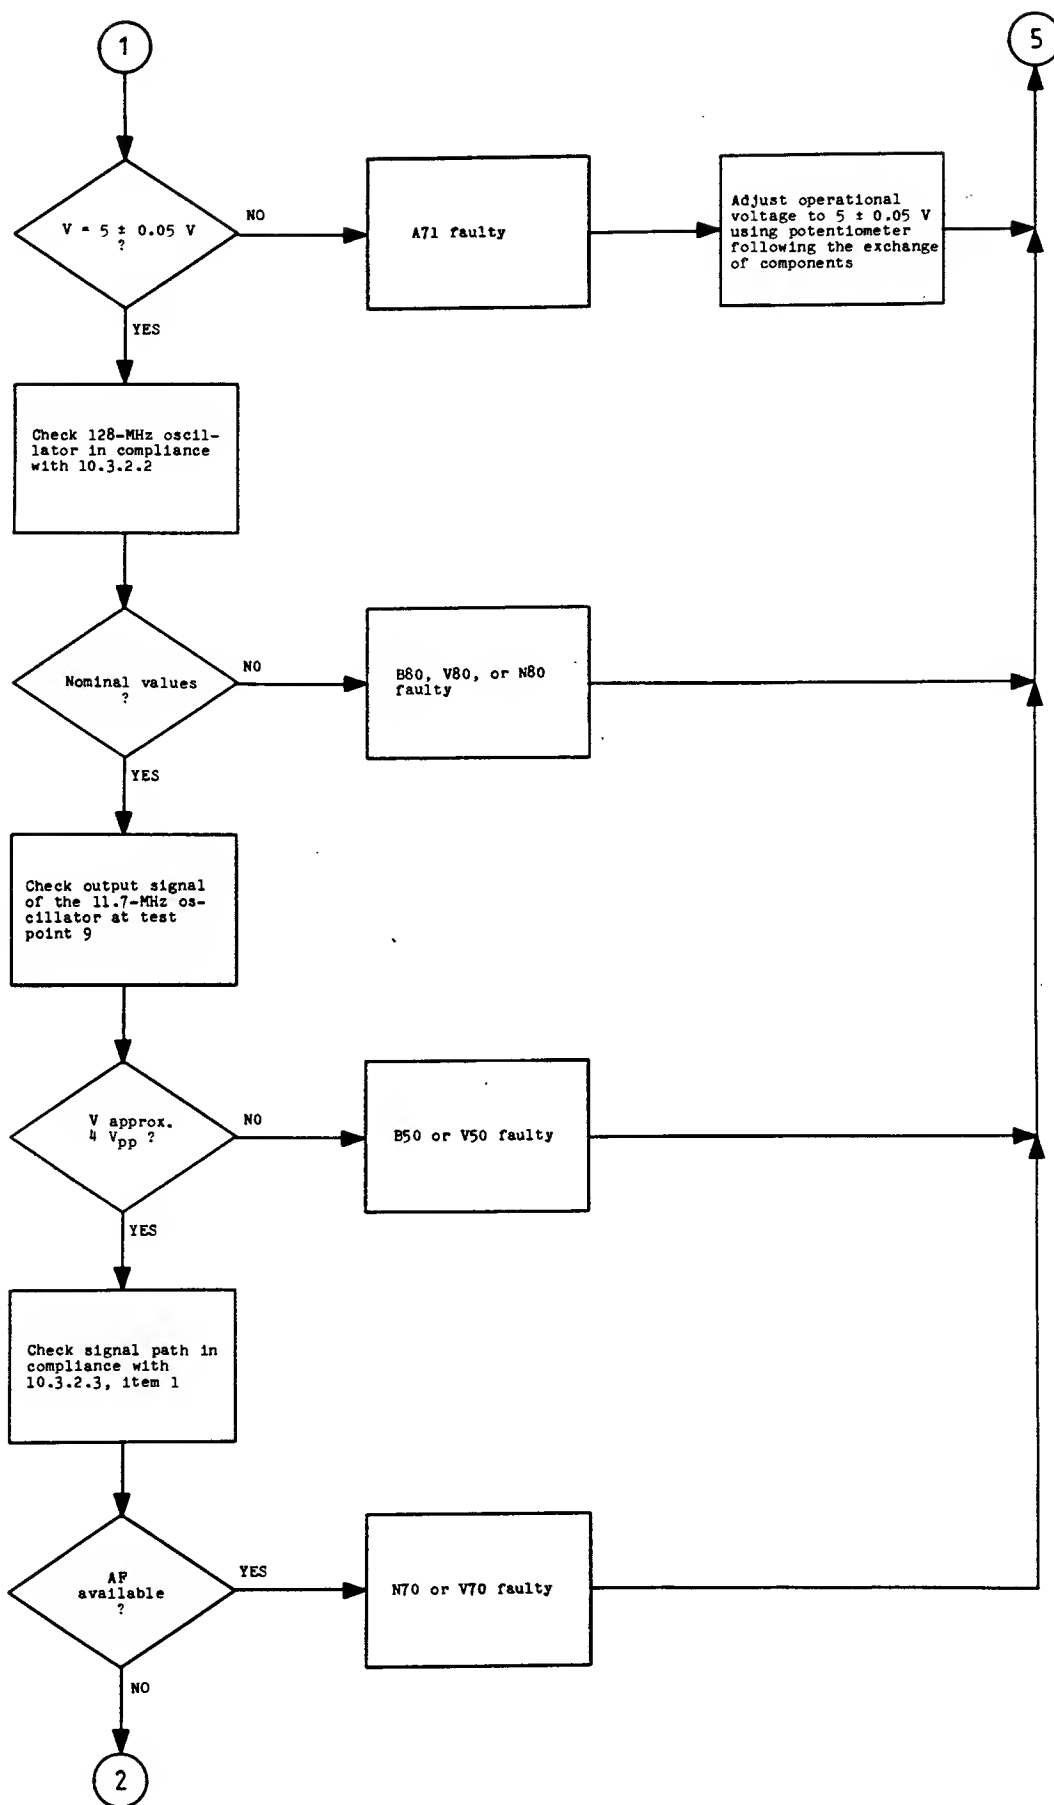 1
5
V = 5 ± 0.05 V
?
NO
A71 faulty
Adjust operational
voltage to 5 ± 0.05 V
using potentiometer
following the exchange
of components
YES
Check 128-MHz oscil-
lator in compliance
with 10.3.2.2
Nominal values
?
NO
B80, V80, or N80
faulty
YES
Check output signal
of the 11.7-MHz os-
cillator at test
point 9
V approx.
4 Vpp ?
NO
B50 or V50 faulty
YES
Check signal path in
compliance with
10.3.2.3, item 1
AF
available
?
YES
N70 or V70 faulty
NO
2